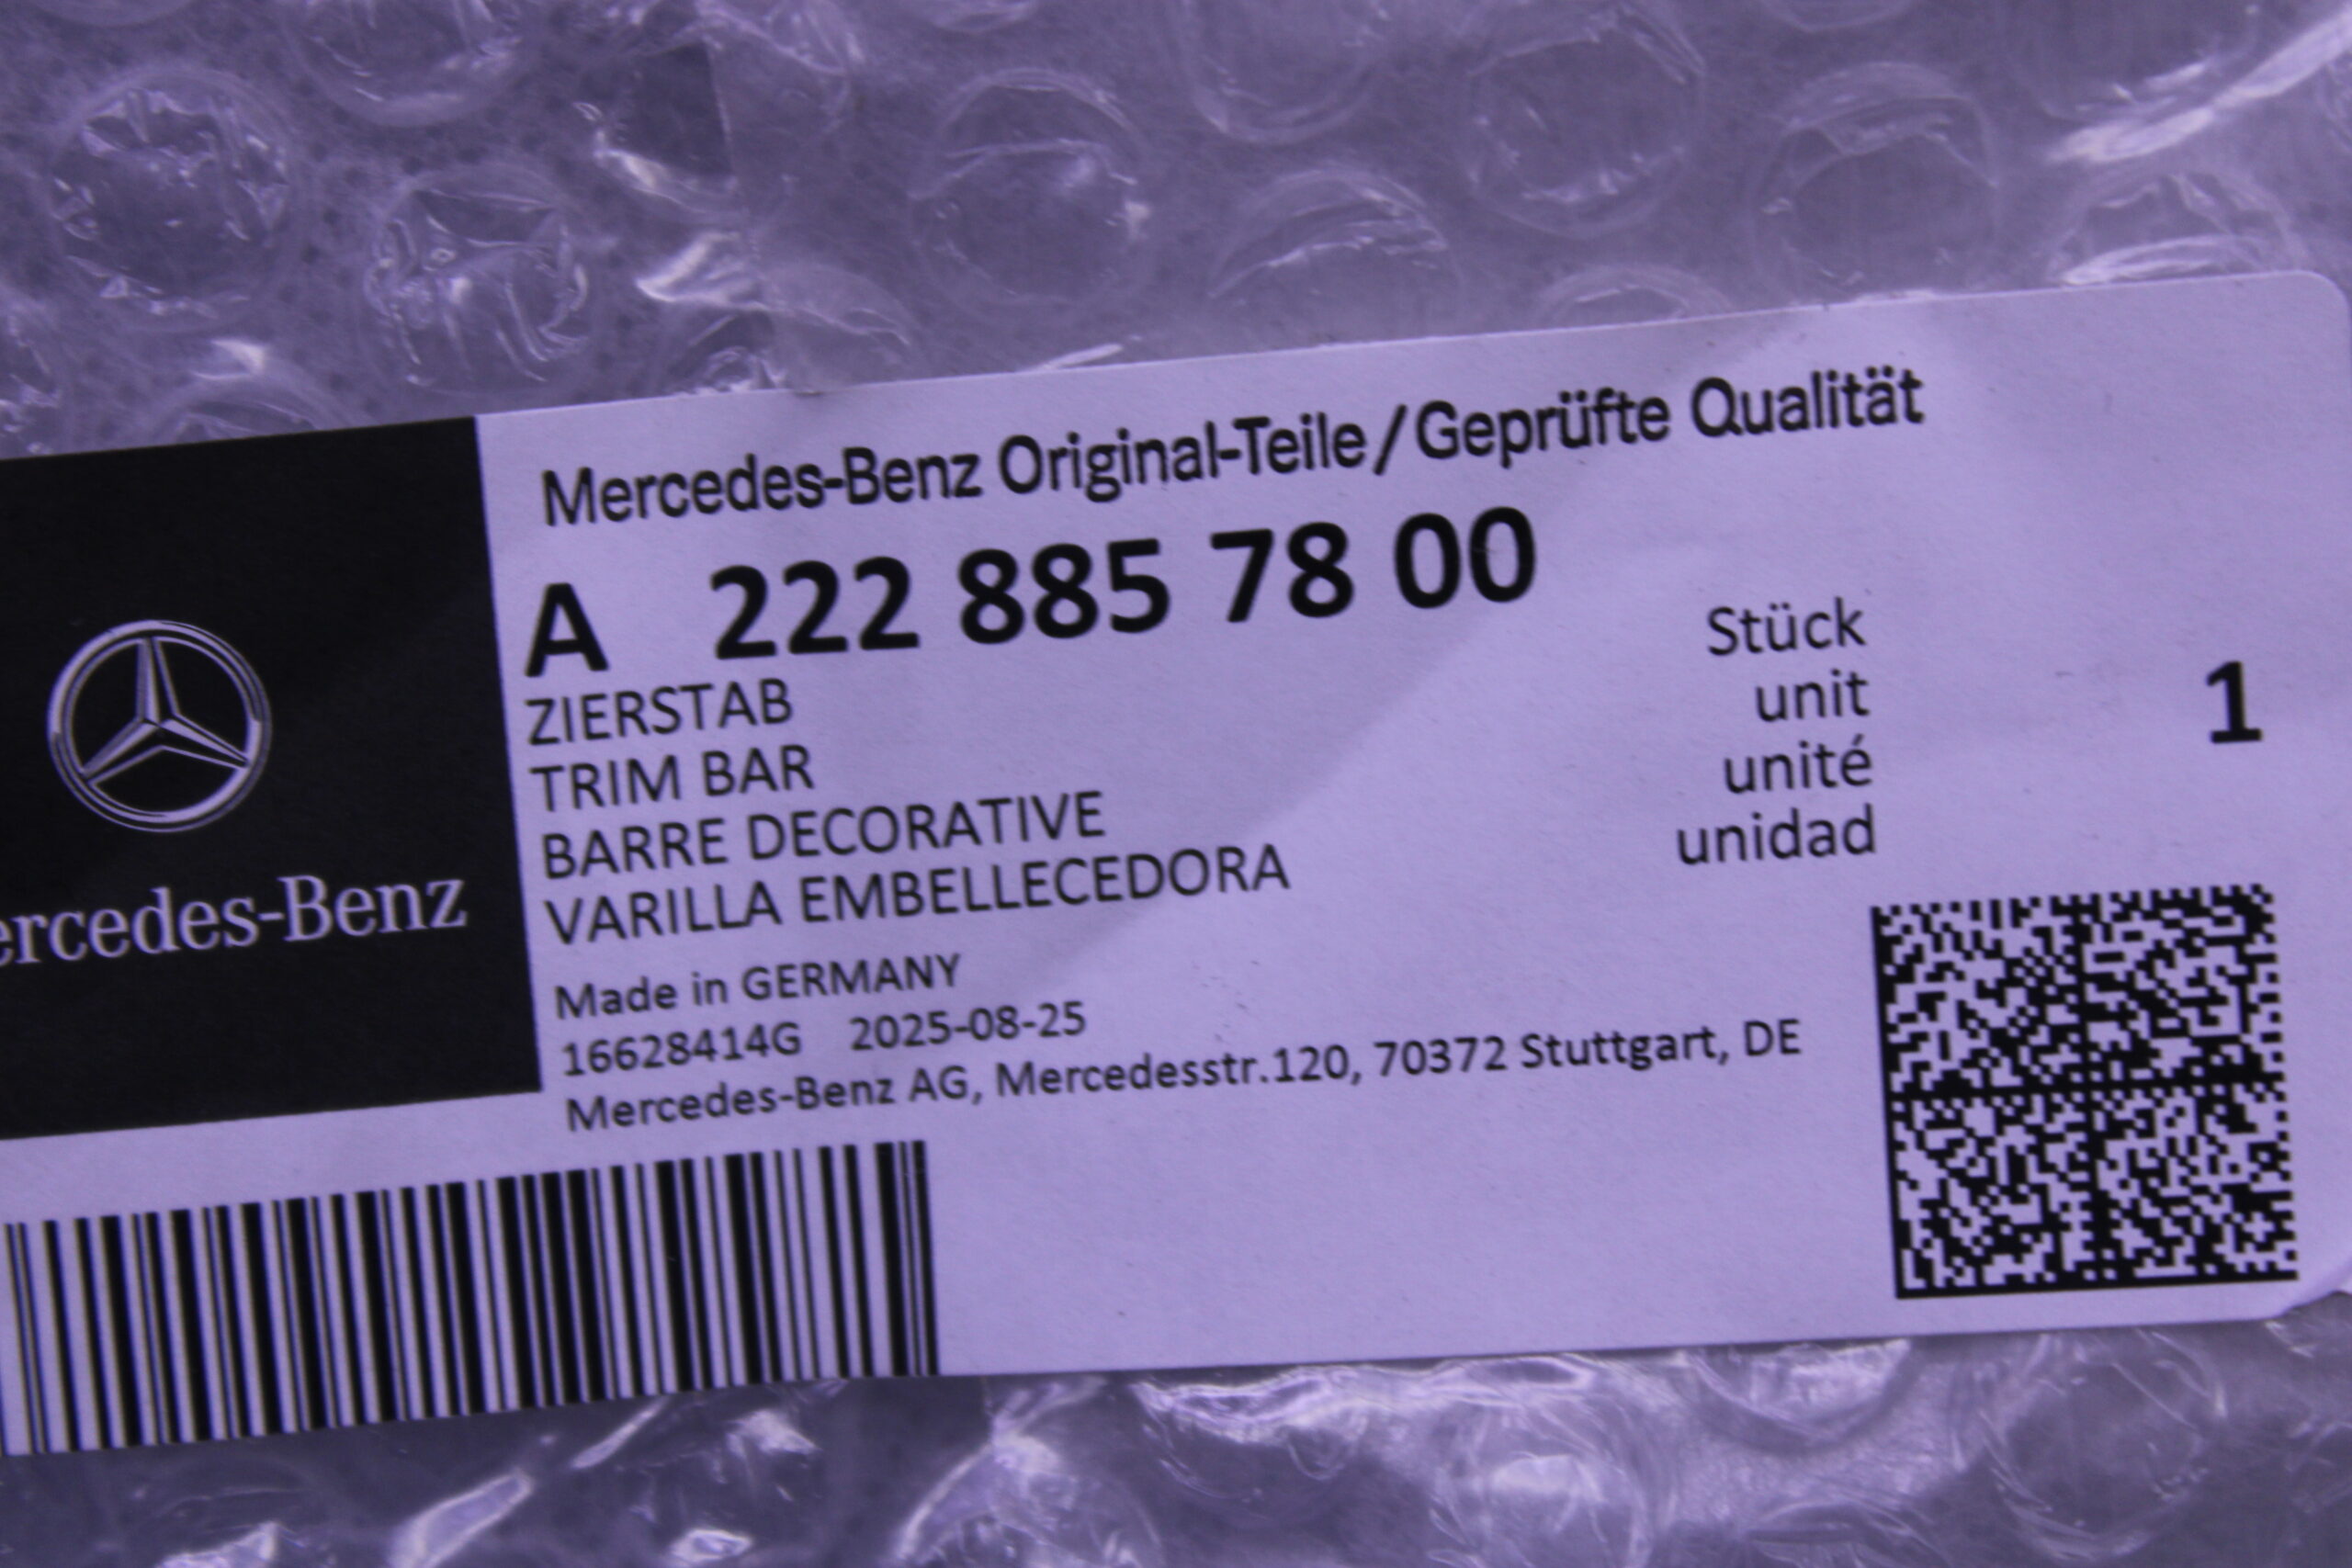 Mercedes-Benz Original-Teile/Geprüfte Qualität
A 222 885 78 00
ZIERSTAB
TRIM BAR
BARRE DECORATIVE
VARILLA EMBELLECEDORA
Stück
unit
unité
unidad
1
ercedes-Benz
Made in GERMANY
16628414G 2025-08-25
Mercedes-Benz AG, Mercedesstr.120, 70372 Stuttgart, DE